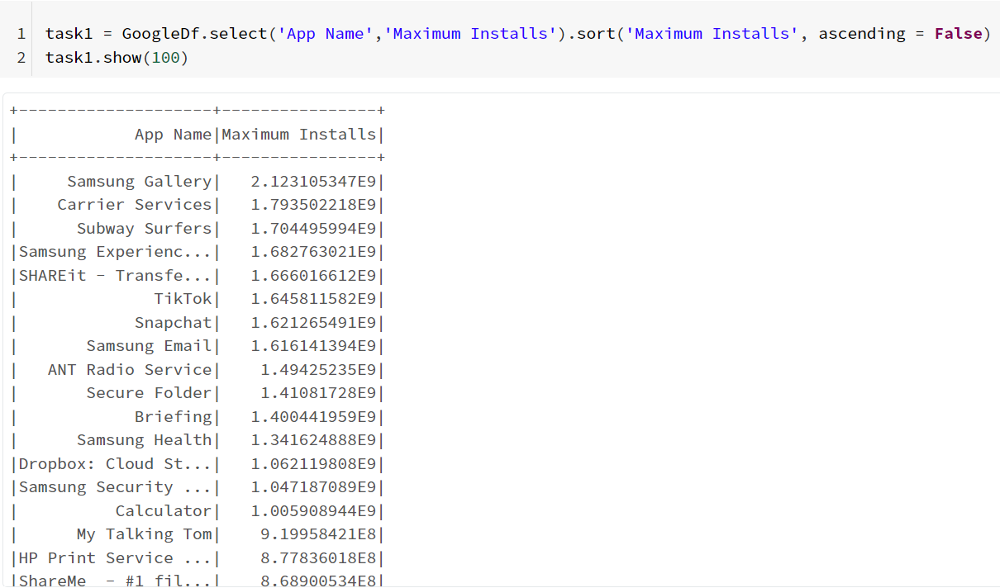 1 task1 = GoogleDf.select('App Name','Maximum Installs').sort('Maximum Installs', ascending = False)
2 task1.show(100)
+--------------------+----------------+
|            App Name|Maximum Installs|
+--------------------+----------------+
|     Samsung Gallery|   2.123105347E9|
|    Carrier Services|   1.793502218E9|
|      Subway Surfers|   1.704495994E9|
|Samsung Experienc...|   1.682763021E9|
|SHAREit - Transfe...|   1.666016612E9|
|              TikTok|   1.645811582E9|
|            Snapchat|   1.621265491E9|
|       Samsung Email|   1.616141394E9|
|   ANT Radio Service|    1.49425235E9|
|       Secure Folder|    1.41081728E9|
|            Briefing|   1.400441959E9|
|      Samsung Health|   1.341624888E9|
|Dropbox: Cloud St...|   1.062119808E9|
|Samsung Security ...|   1.047187089E9|
|          Calculator|   1.005908944E9|
|      My Talking Tom|    9.19958421E8|
|HP Print Service ...|    8.77836018E8|
|ShareMe  - #1 fil...|    8.68900534E8|